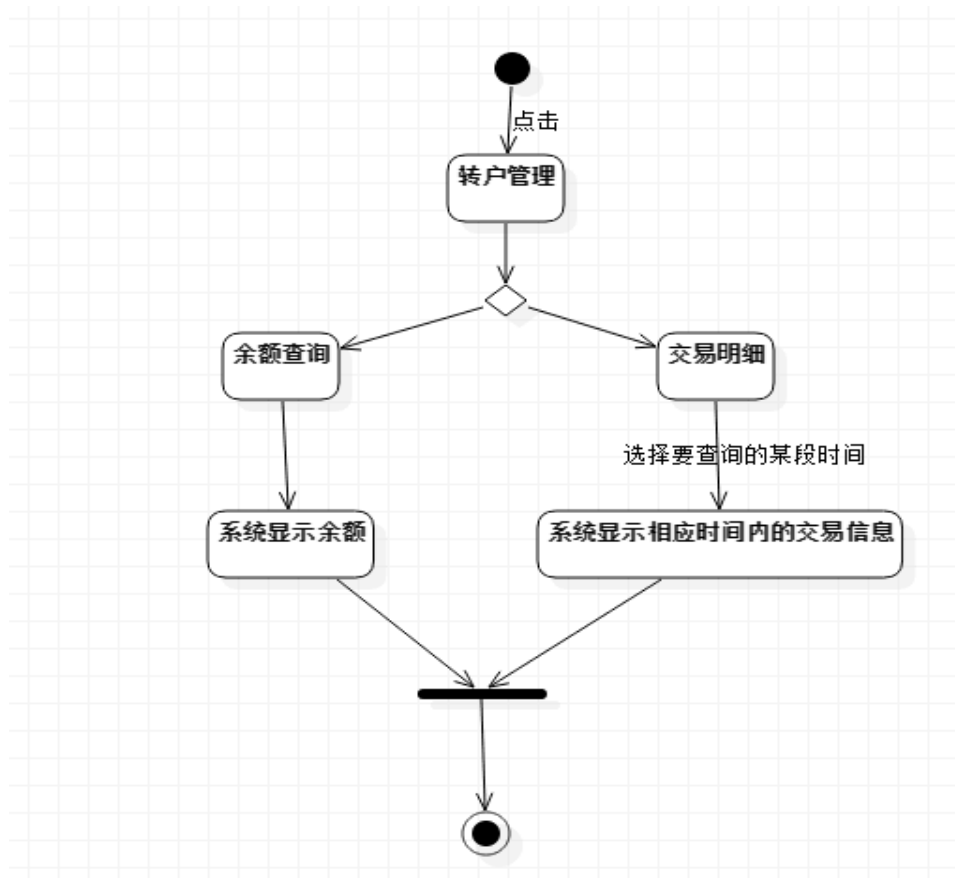 点击
转户管理
余额查询
交易明细
选择要查询的某段时间
系统显示余额
系统显示相应时间内的交易信息